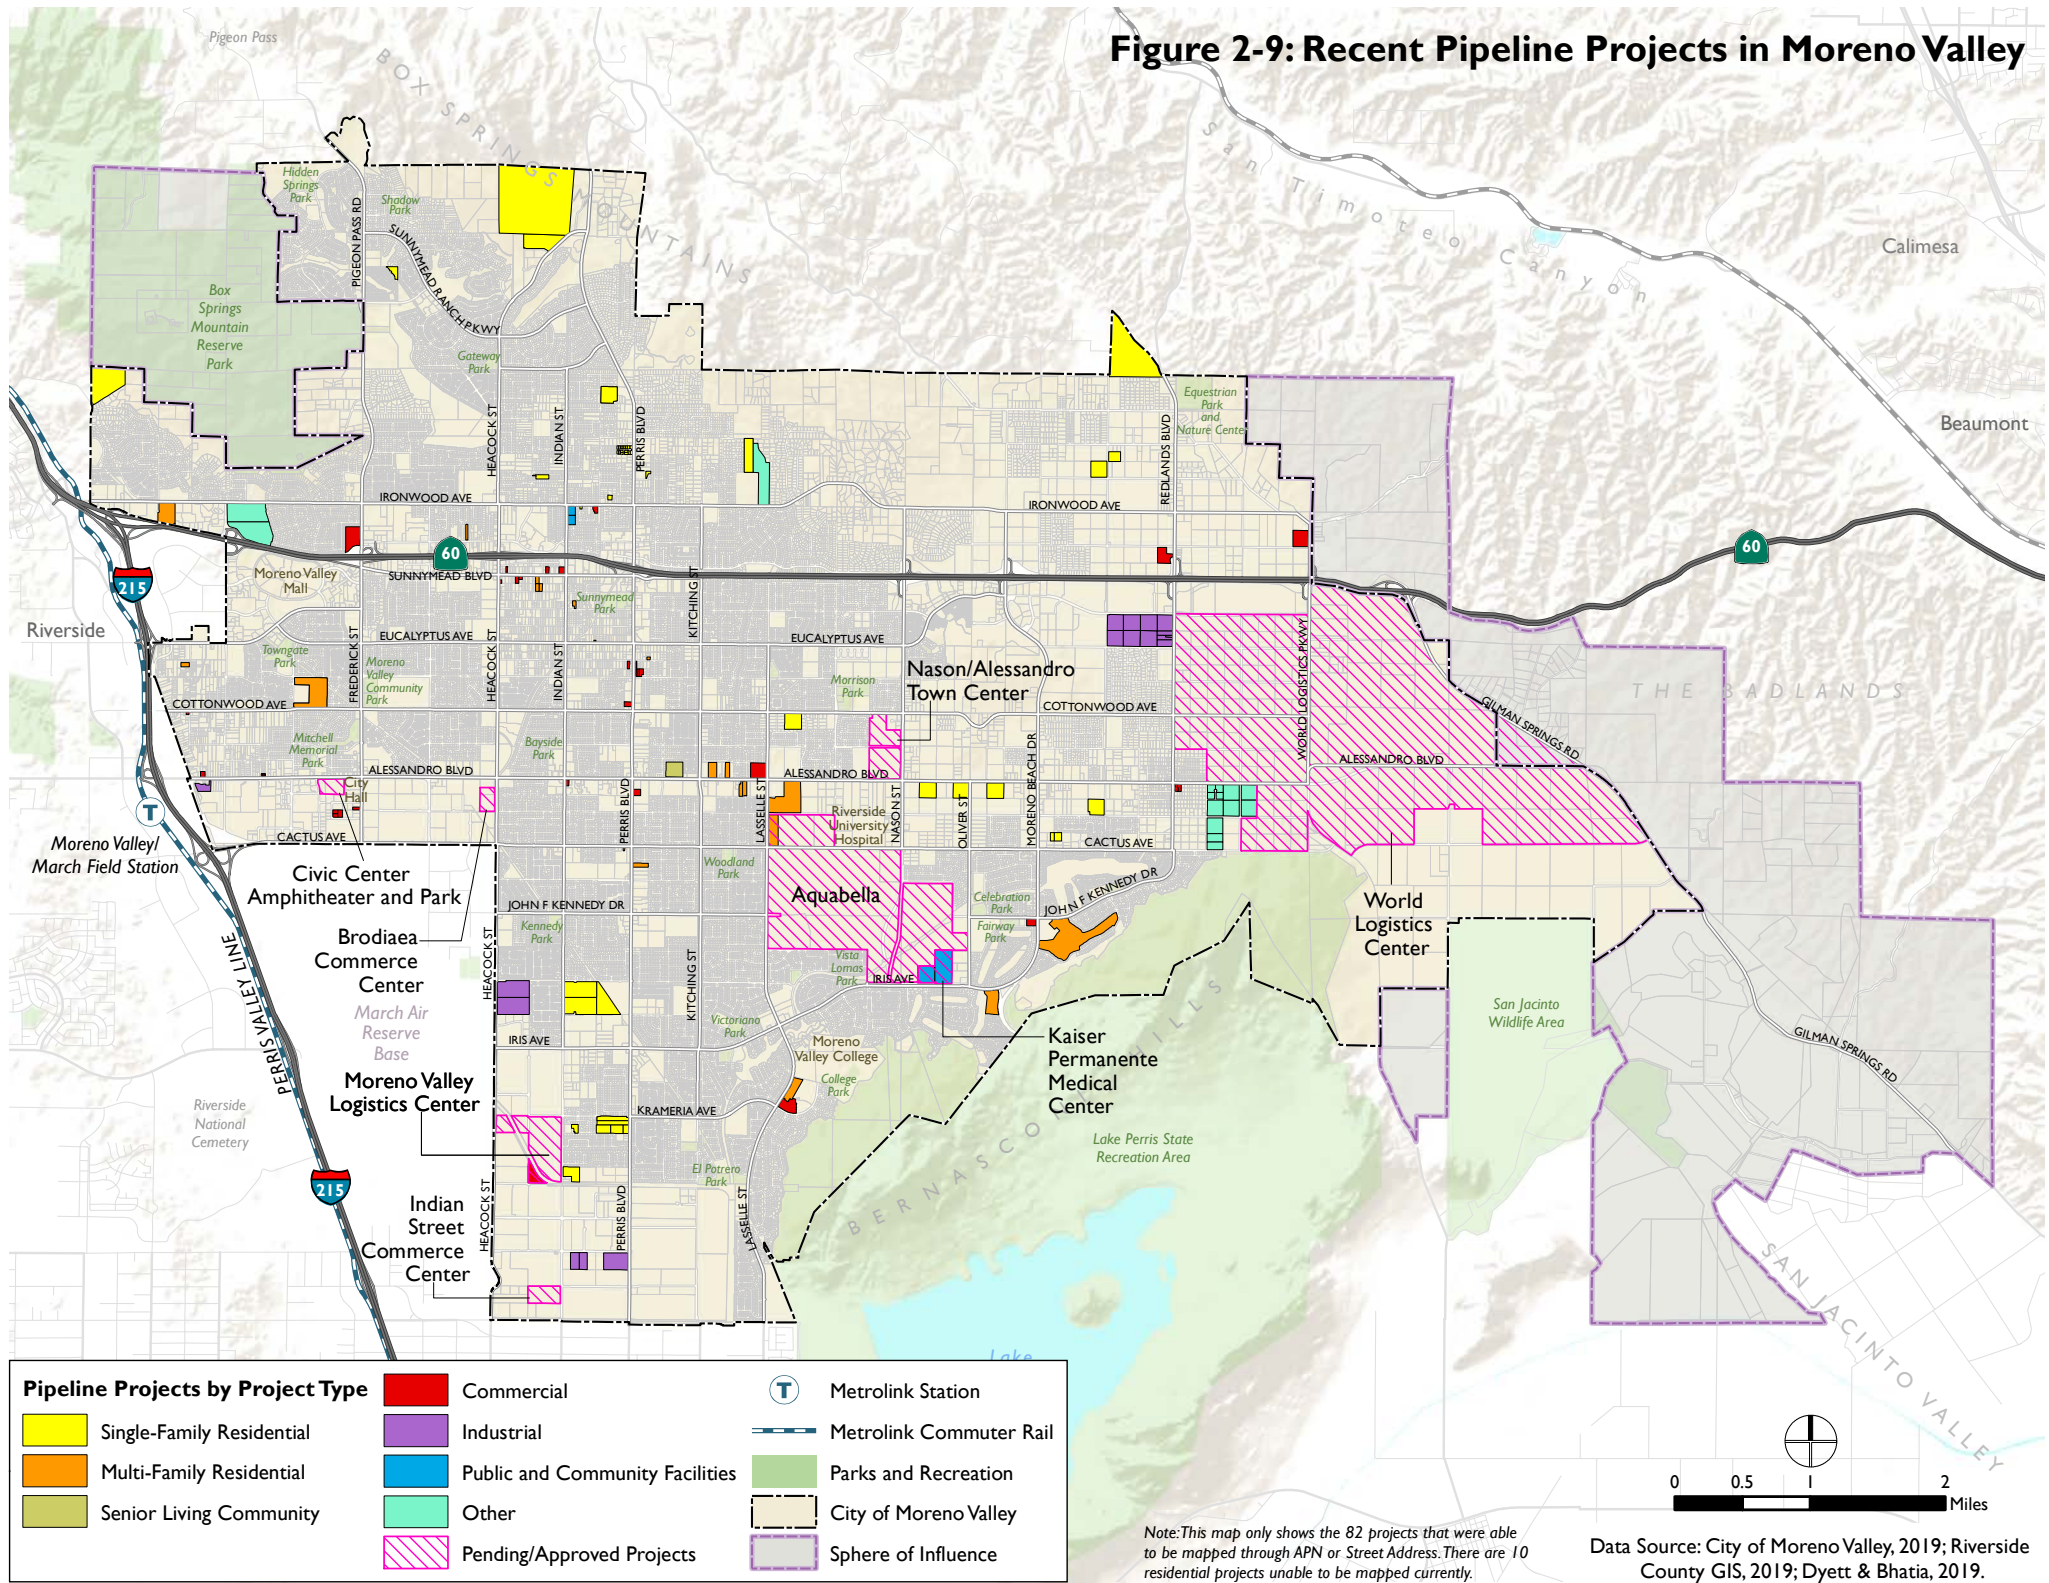 Figure 2-9: Recent Pipeline Projects in Moreno Valley
Pigeon Pass
BOX SPRINGS MOUNTAINS
San Timoteo Canyon
Calimesa
Beaumont
Hidden
Springs
Park
Shadow
Park
PIGEON PASS RD
SUNNYMEAD RANCH PKWY
Box
Springs
Mountain
Reserve
Park
Gateway
Park
HEACOCK ST
INDIAN ST
PERRIS BLVD
REDLANDS BLVD
Equestrian
Park
and
Nature Center
IRONWOOD AVE
IRONWOOD AVE
60
60
215
Moreno Valley
Mall
SUNNYMEAD BLVD
Sunnymead
Park
KITCHING ST
Riverside
EUCALYPTUS AVE
EUCALYPTUS AVE
Towngate
Park
FREDERICK ST
Moreno
Valley
Community
Park
HEACOCK ST
INDIAN ST
Morrison
Park
Nason/Alessandro
Town Center
WORLD LOGISTICS PKWY
THE BADLANDS
GILMAN SPRINGS RD
COTTONWOOD AVE
COTTONWOOD AVE
Mitchell
Memorial
Park
Bayside
Park
MORENO BEACH DR
ALESSANDRO BLVD
ALESSANDRO BLVD
ALESSANDRO BLVD
City
Hall
PERRIS BLVD
LASSELLE ST
Riverside
University
Hospital
NASON ST
OLIVER ST
T
CACTUS AVE
CACTUS AVE
Moreno Valley/
March Field Station
Civic Center
Amphitheater and Park
Woodland
Park
Aquabella
Celebration
Park
JOHN F KENNEDY DR
JOHN F KENNEDY DR
World
Logistics
Center
Kennedy
Park
Fairway
Park
Brodiaea
Commerce
Center
HEACOCK ST
KITCHING ST
Vista
Lomas
Park
IRIS AVE
PERRIS VALLEY LINE
March Air
Reserve
Base
San Jacinto
Wildlife Area
Victoriano
Park
IRIS AVE
Moreno
Valley College
Kaiser
Permanente
Medical
Center
GILMAN SPRINGS RD
Moreno Valley
Logistics Center
College
Park
KRAMERIA AVE
Riverside
National
Cemetery
BERNASCONI HILLS
Lake Perris State
Recreation Area
El Potrero
Park
215
HEACOCK ST
PERRIS BLVD
LASSELLE ST
Indian
Street
Commerce
Center
SAN JACINTO VALLEY
Lake
Pipeline Projects by Project Type
Single-Family Residential
Multi-Family Residential
Senior Living Community
Commercial
Industrial
Public and Community Facilities
Other
Pending/Approved Projects
T
Metrolink Station
Metrolink Commuter Rail
Parks and Recreation
City of Moreno Valley
Sphere of Influence
0 0.5 1 2
Miles
Note: This map only shows the 82 projects that were able
to be mapped through APN or Street Address. There are 10
residential projects unable to be mapped currently.
Data Source: City of Moreno Valley, 2019; Riverside
County GIS, 2019; Dyett & Bhatia, 2019.